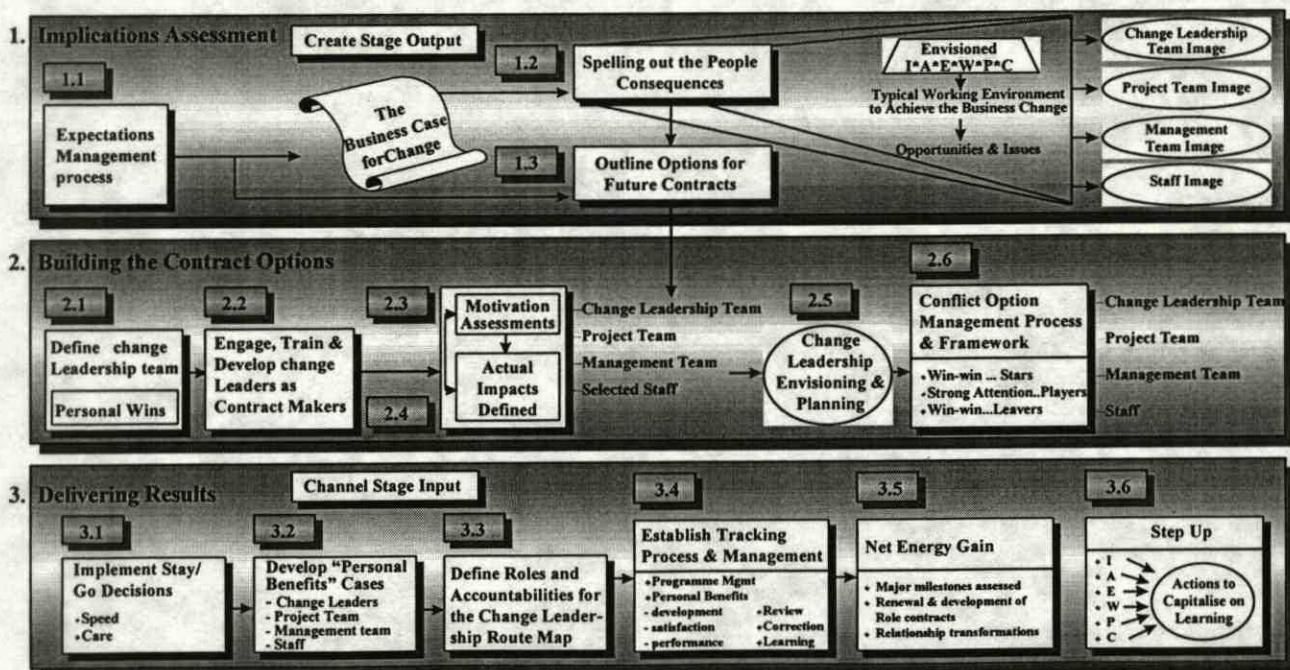 1. Implications Assessment
Create Stage Output
1.1
Expectations
Management
process
The
Business Case
forChange
1.2
Spelling out the People
Consequences
1.3
Outline Options for
Future Contracts
Envisioned
I*A*E*W*P*C
Typical Working Environment
to Achieve the Business Change
Opportunities & Issues
Change Leadership
Team Image
Project Team Image
Management
Team Image
Staff Image
2. Building the Contract Options
2.1
Define change
Leadership team
Personal Wins
2.2
Engage, Train &
Develop change
Leaders as
Contract Makers
2.3
Motivation
Assessments
2.4
Actual
Impacts
Defined
Change Leadership Team
Project Team
Management Team
Selected Staff
2.5
Change
Leadership
Envisioning &
Planning
2.6
Conflict Option
Management Process
& Framework
•Win-win ... Stars
•Strong Attention..Players
•Win-win...Leavers
Change Leadership Team
Project Team
Management Team
Staff
3. Delivering Results
Channel Stage Input
3.1
Implement Stay/
Go Decisions
•Speed
•Care
3.2
Develop “Personal
Benefits” Cases
- Change Leaders
- Project Team
- Management team
- Staff
3.3
Define Roles and
Accountabilities for
the Change Leader-
ship Route Map
3.4
Establish Tracking
Process & Management
•Programme Mgmt
•Personal Benefits
- development •Review
- satisfaction •Correction
- performance •Learning
3.5
Net Energy Gain
• Major milestones assessed
• Renewal & development of
Role contracts
• Relationship transformations
3.6
Step Up
• I
• A
• E
• W
• P
• C
Actions to
Capitalise on
Learning